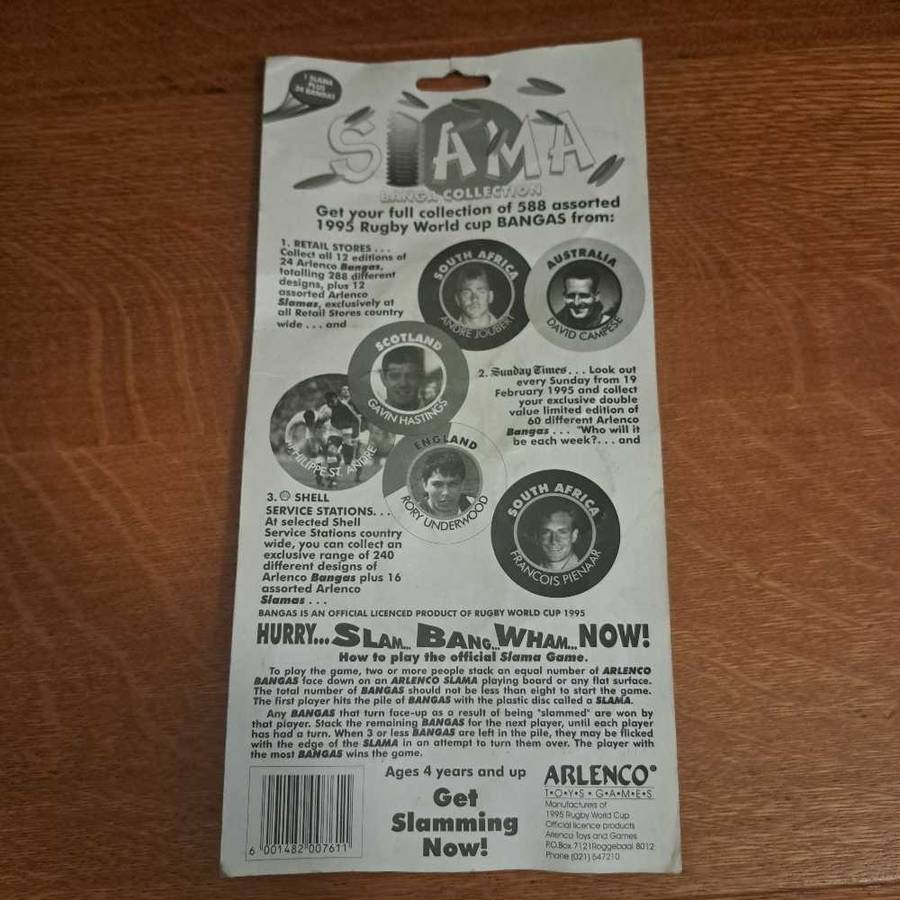 1 SLAMA
PLUS
24 BANGAS
SLAMA
BANGA COLLECTION
Get your full collection of 588 assorted
1995 Rugby World cup BANGAS from:
1. RETAIL STORES . . .
Collect all 12 editions of
24 Arlenco Bangas,
totalling 288 different
designs, plus 12
assorted Arlenco
Slamas, exclusively at
all Retail Stores country
wide . . . and
SOUTH AFRICA
ANDRE JOUBERT
AUSTRALIA
DAVID CAMPESE
SCOTLAND
GAVIN HASTINGS
2. Sunday Times. . . Look out
every Sunday from 19
February 1995 and collect
your exclusive double
value limited edition of
60 different Arlenco
Bangas . . . "Who will it
be each week?. . . and
PHILIPPE ST. ANDRE
ENGLAND
RORY UNDERWOOD
SOUTH AFRICA
FRANCOIS PIENAAR
3. SHELL
SERVICE STATIONS. . .
At selected Shell
Service Stations country
wide, you can collect an
exclusive range of 240
different designs of
Arlenco Bangas plus 16
assorted Arlenco
Slamas . . .
BANGAS IS AN OFFICIAL LICENCED PRODUCT OF RUGBY WORLD CUP 1995
HURRY...SLAM...BANG...WHAM...NOW!
How to play the official Slama Game.
To play the game, two or more people stack an equal number of ARLENCO
BANGAS face down on an ARLENCO SLAMA playing board or any flat surface.
The total number of BANGAS should not be less than eight to start the game.
The first player hits the pile of BANGAS with the plastic disc called a SLAMA.
Any BANGAS that turn face-up as a result of being "slammed" are won by
that player. Stack the remaining BANGAS for the next player, until each player
has had a turn. When 3 or less BANGAS are left in the pile, they may be flicked
with the edge of the SLAMA in an attempt to turn them over. The player with
the most BANGAS wins the game.
6 001482 007611
Ages 4 years and up
Get
Slamming
Now!
ARLENCO
T•O•Y•S • G•A•M•E•S
Manufacturers of
1995 Rugby World Cup
Official licence products
Arlenco Toys and Games
P.O.Box 7121Roggebaai 8012
Phone (021) 547210